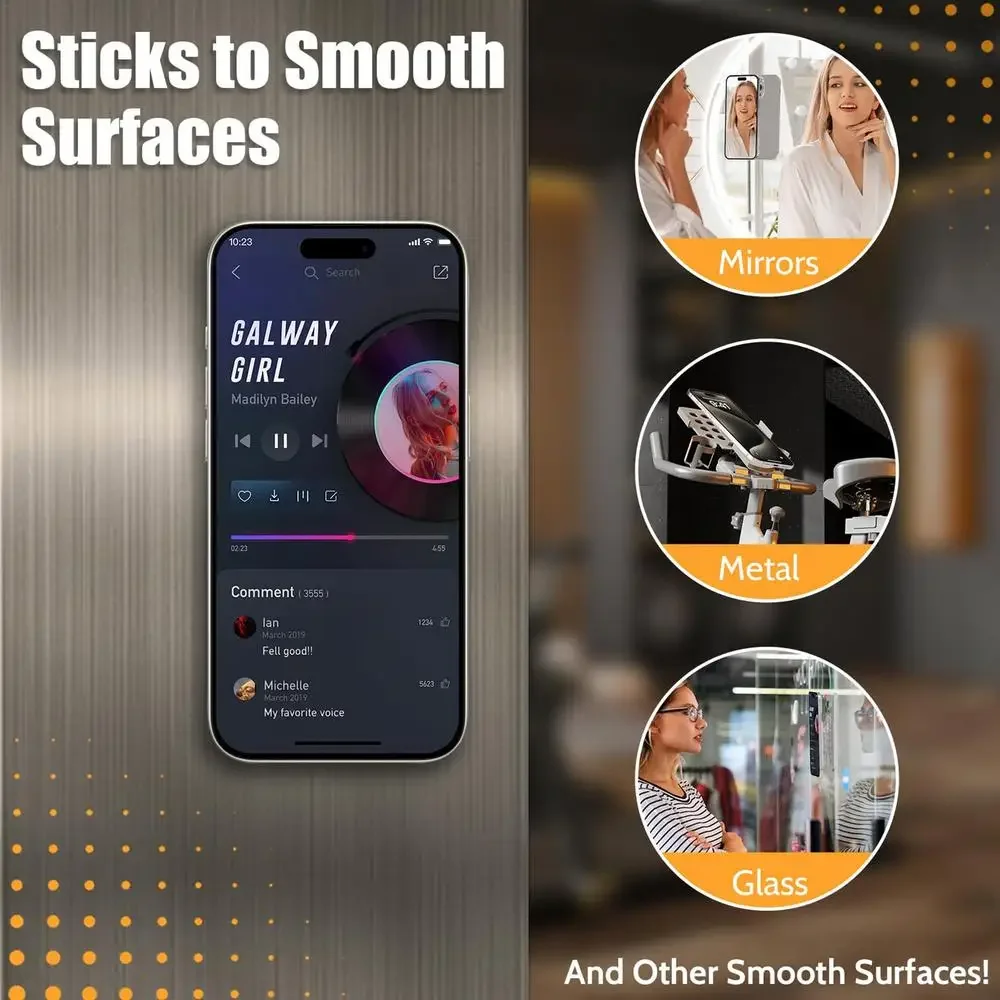 Sticks to Smooth
Surfaces
10:23
Search
GALWAY
GIRL
Madilyn Bailey
02:23
4:55
Comment ( 3555 )
Ian
1234
March 2019
Fell good!!
Michelle
5623
March 2019
My favorite voice
Mirrors
Metal
Glass
And Other Smooth Surfaces!